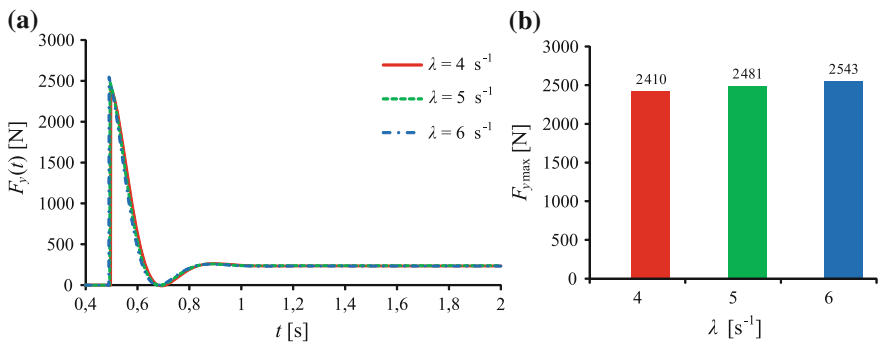 (a)
3000
2500
2000
1500
1000
500
0
F_y(t) [N]
0,4 0,6 0,8 1 1,2 1,4 1,6 1,8 2
t [s]
λ = 4 s⁻¹
λ = 5 s⁻¹
λ = 6 s⁻¹
(b)
3000
2500
2000
1500
1000
500
0
F_ymax [N]
2410 2481 2543
4 5 6
λ [s⁻¹]